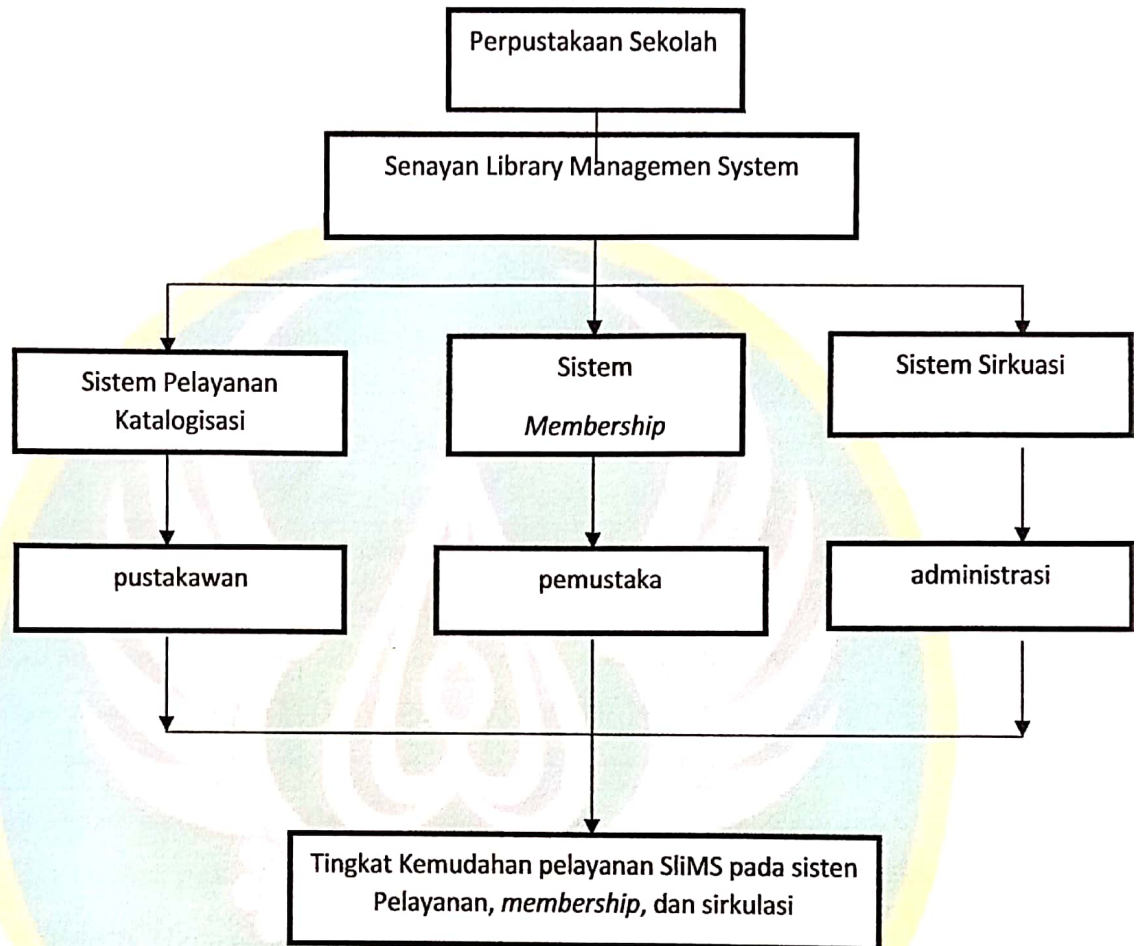 Perpustakaan Sekolah
Senayan Library Managemen System
Sistem Pelayanan
Katalogisasi
Sistem
Membership
Sistem Sirkuasi
pustakawan
pemustaka
administrasi
Tingkat Kemudahan pelayanan SliMS pada sisten
Pelayanan, membership, dan sirkulasi